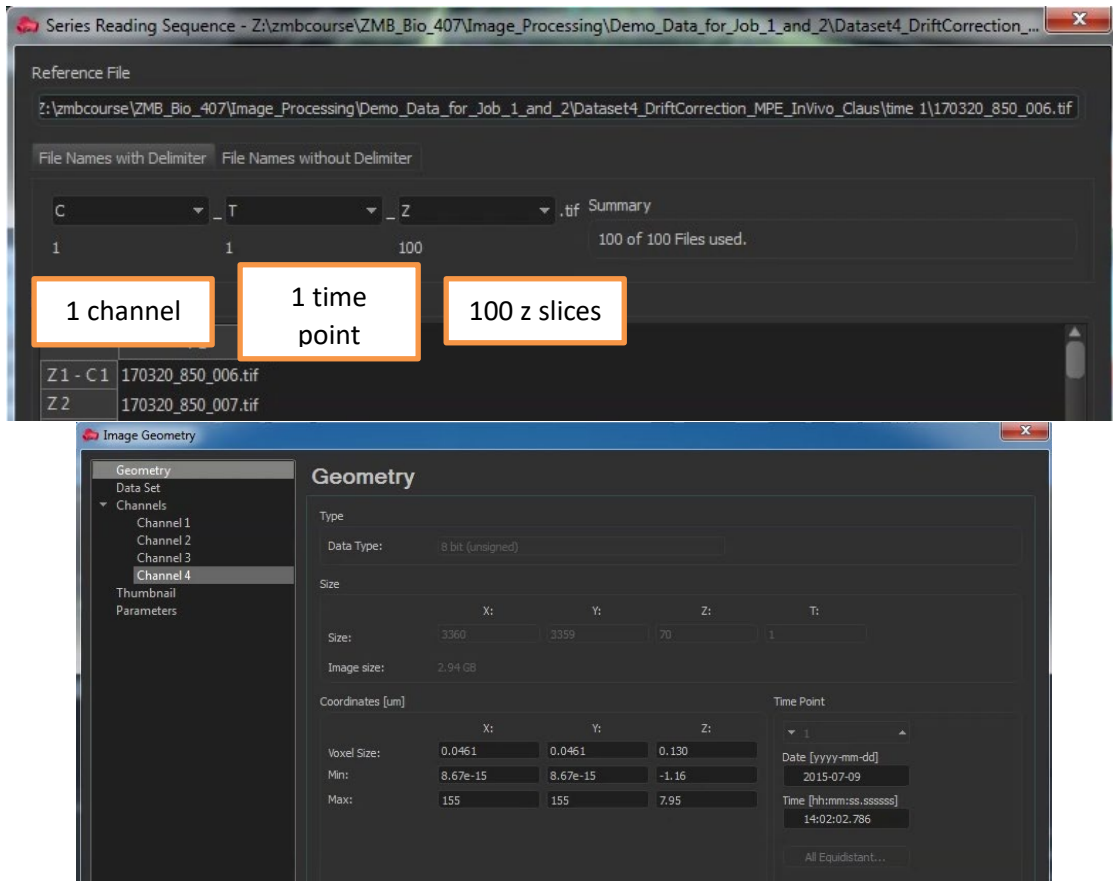 Series Reading Sequence - Z:\zmbcourse\ZMB_Bio_407\Image_Processing\Demo_Data_for_Job_1_and_2\Dataset4_DriftCorrection_...
Reference File
Z:\zmbcourse\ZMB_Bio_407\Image_Processing\Demo_Data_for_Job_1_and_2\Dataset4_DriftCorrection_MPE_InVivo_Claus\time 1\170320_850_006.tif
File Names with Delimiter File Names without Delimiter
C _ T _ Z .tif Summary
1 1 100 100 of 100 Files used.
1 channel
1 time
point
100 z slices
Z 1 - C 1 170320_850_006.tif
Z 2 170320_850_007.tif
Image Geometry
Geometry
Data Set
Channels
Channel 1
Channel 2
Channel 3
Channel 4
Thumbnail
Parameters
Geometry
Type
Data Type: 8 bit (unsigned)
Size
X: Y: Z: T:
Size: 3360 3359 70 1
Image size: 2.94 GB
Coordinates [um]
X: Y: Z:
Voxel Size: 0.0461 0.0461 0.130
Min: 8.67e-15 8.67e-15 -1.16
Max: 155 155 7.95
Time Point
1
Date [yyyy-mm-dd]
2015-07-09
Time [hh:mm:ss.ssssss]
14:02:02.786
All Equidistant...